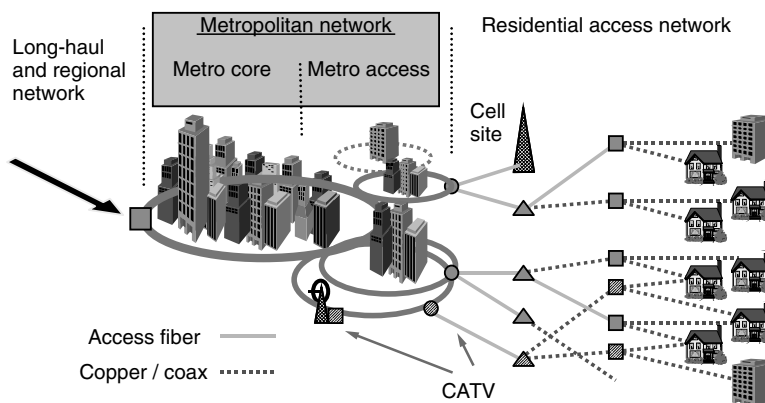 Metropolitan network
Residential access network
Long-haul
and regional
network
Metro core
Metro access
Cell
site
Access fiber
Copper / coax
CATV